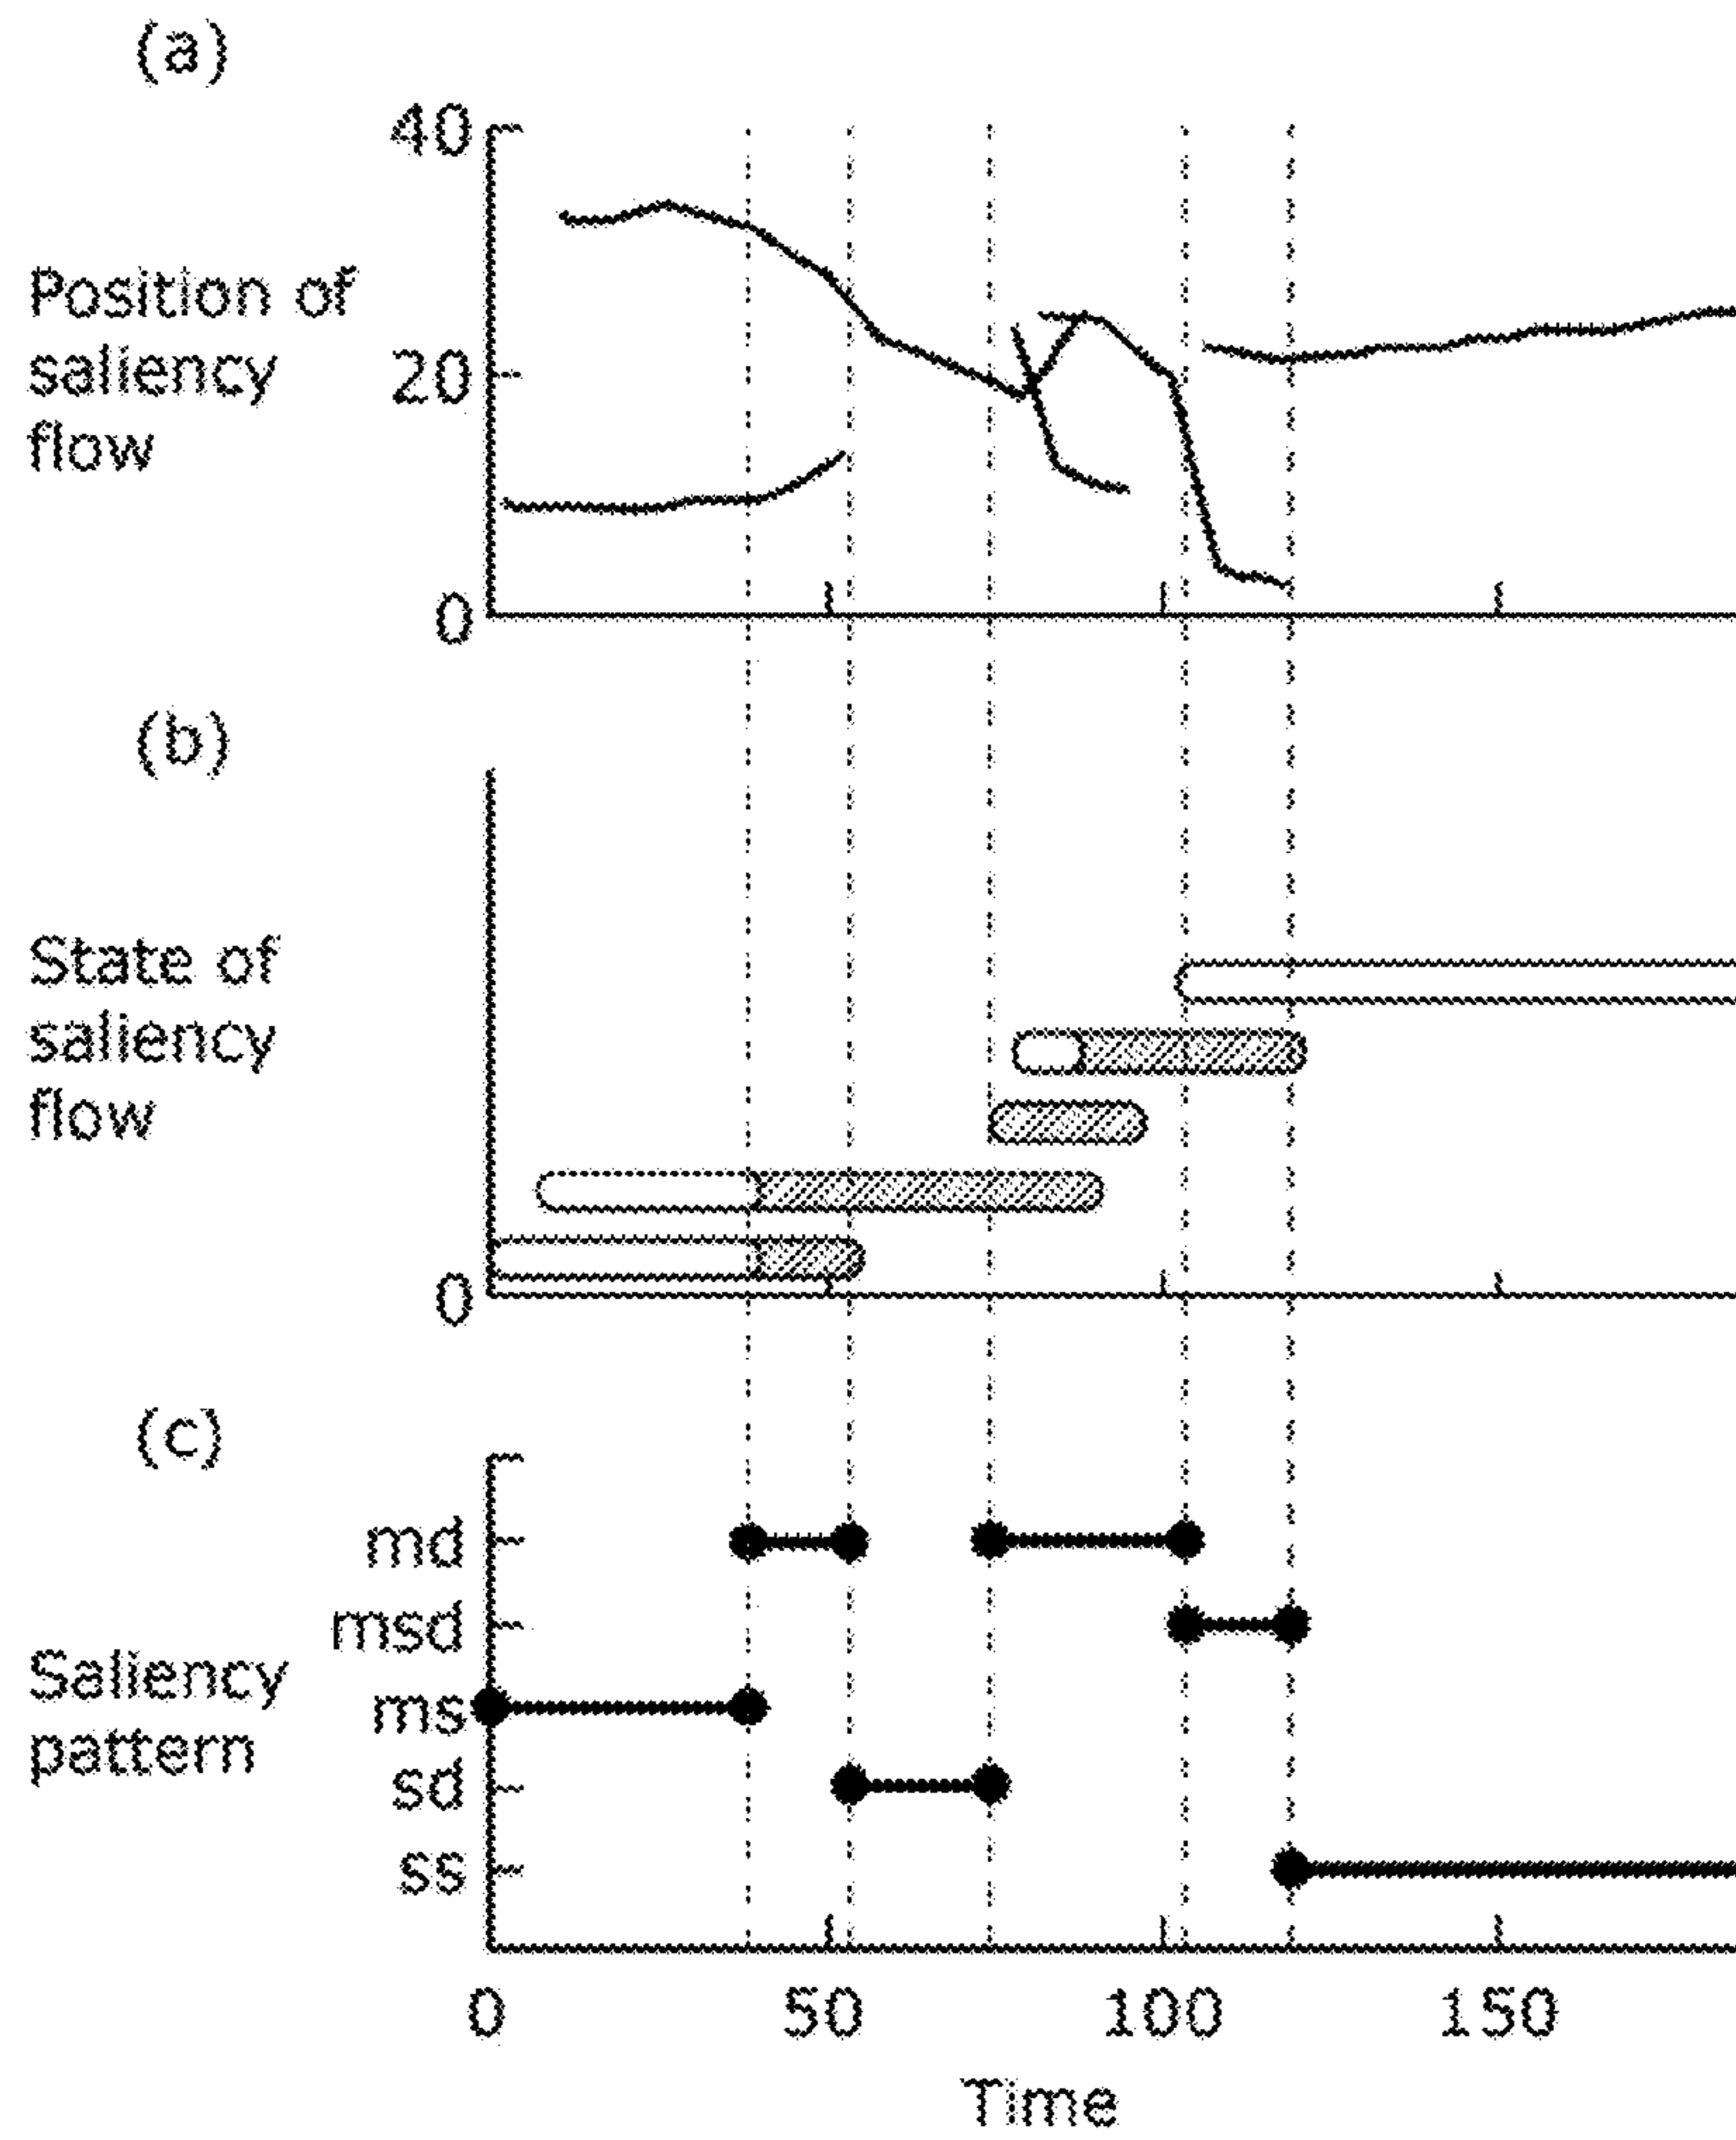 (a)
40
Position of
saliency
flow
20
0
(b)
State of
saliency
flow
0
(c)
md
msd
Saliency
ms
pattern
sd
ss
0 50 100 150
Time